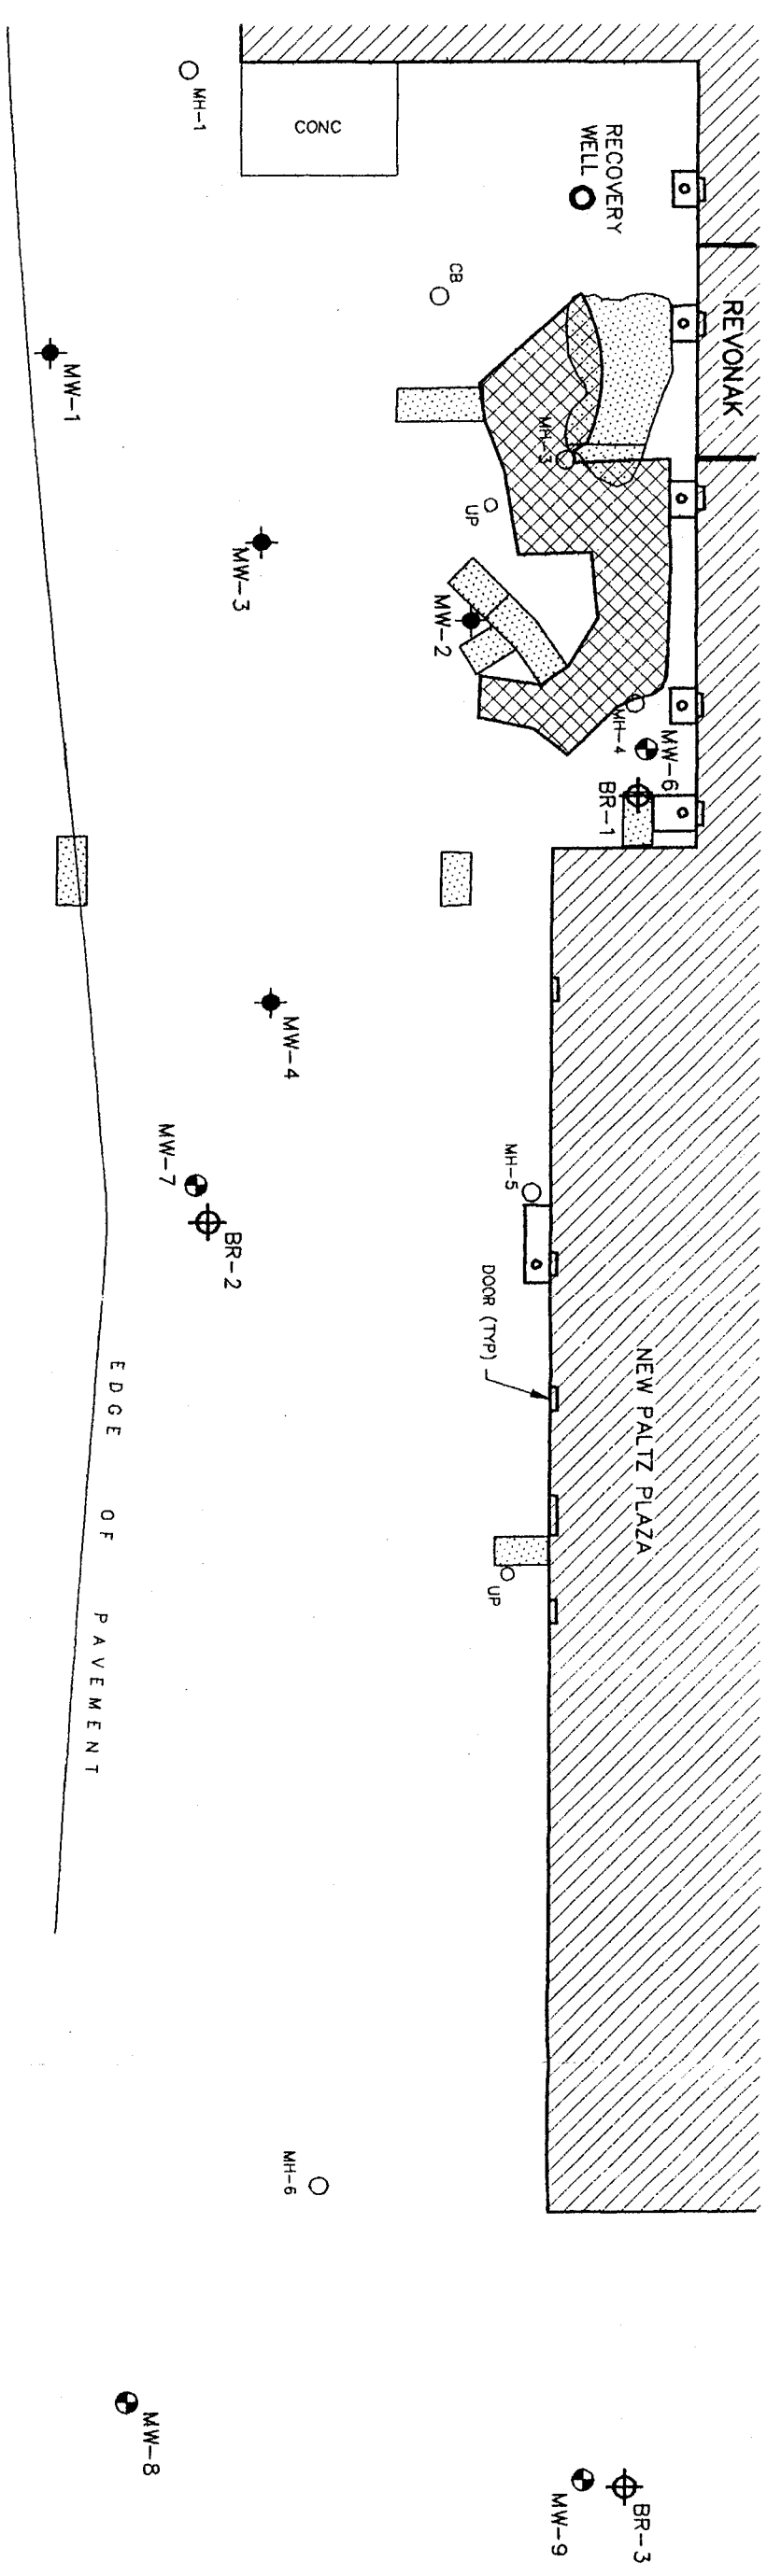 MH-1
CONC
RECOVERY
WELL
CB
REVONAK
MW-1
MH-3
UP
MW-3
MW-2
MH-4
MW-6
BR-1
MW-4
MH-5
MW-7
BR-2
DOOR (TYP)
NEW PALTZ PLAZA
EDGE OF PAVEMENT
UP
MH-6
MW-8
BR-3
MW-9